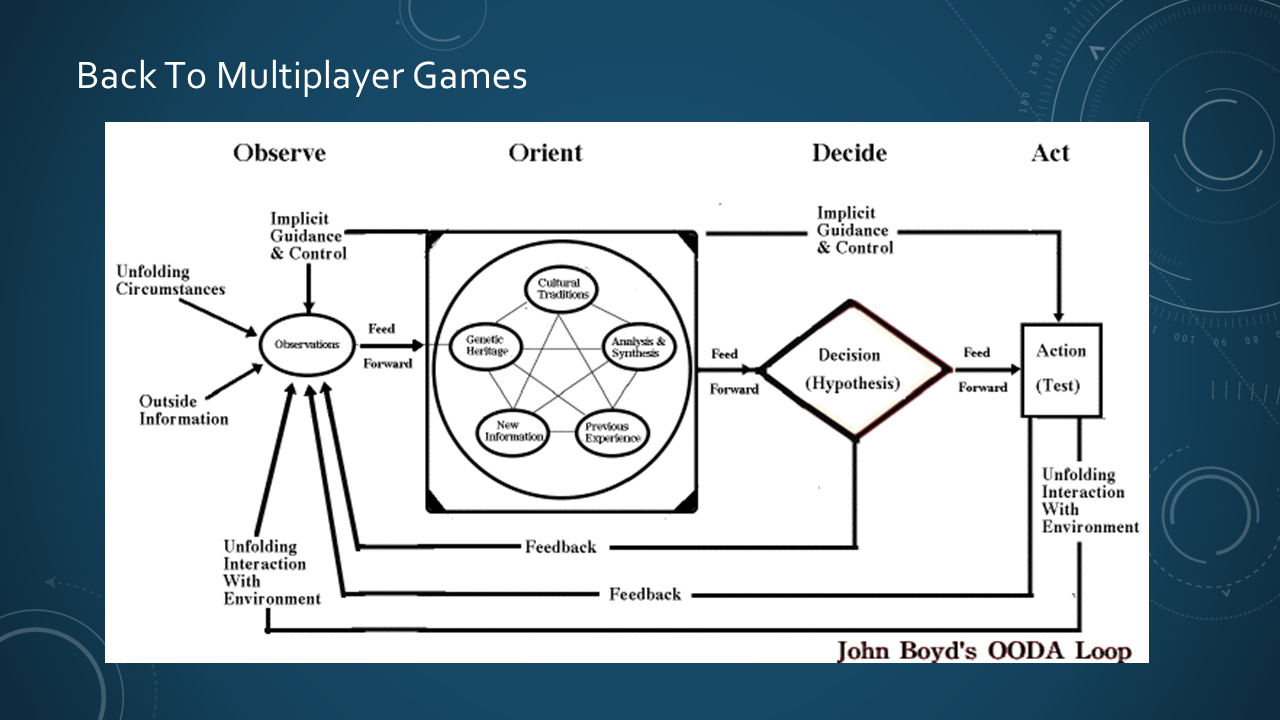 Back To Multiplayer Games
Observe
Orient
Decide
Act
Implicit
Guidance
& Control
Unfolding
Circumstances
Observations
Outside
Information
Feed
Forward
Cultural
Traditions
Genetic
Heritage
Analysis &
Synthesis
New
Information
Previous
Experience
Feed
Forward
Implicit
Guidance
& Control
Decision
(Hypothesis)
Feed
Forward
Action
(Test)
Unfolding
Interaction
With
Environment
Feedback
Unfolding
Interaction
With
Environment
Feedback
John Boyd's OODA Loop